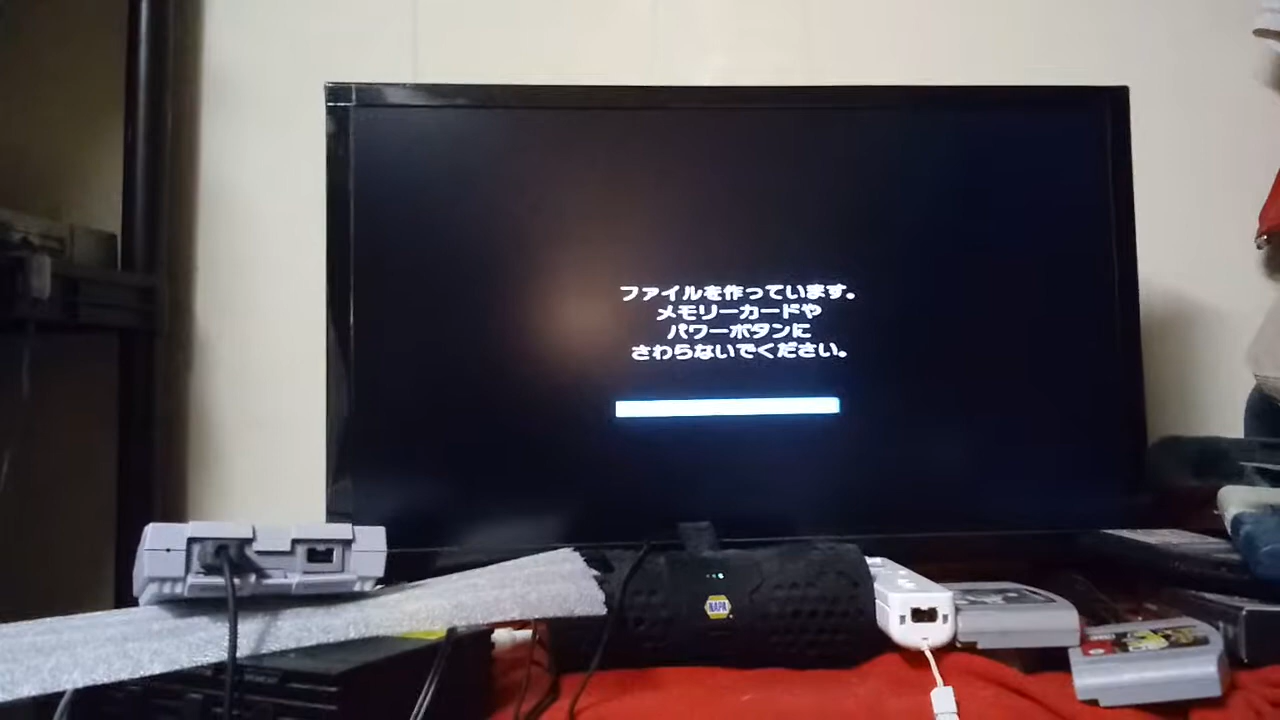 ファイルを作っています。
メモリーカードや
パワーボタンに
さわらないでください。
NAPA